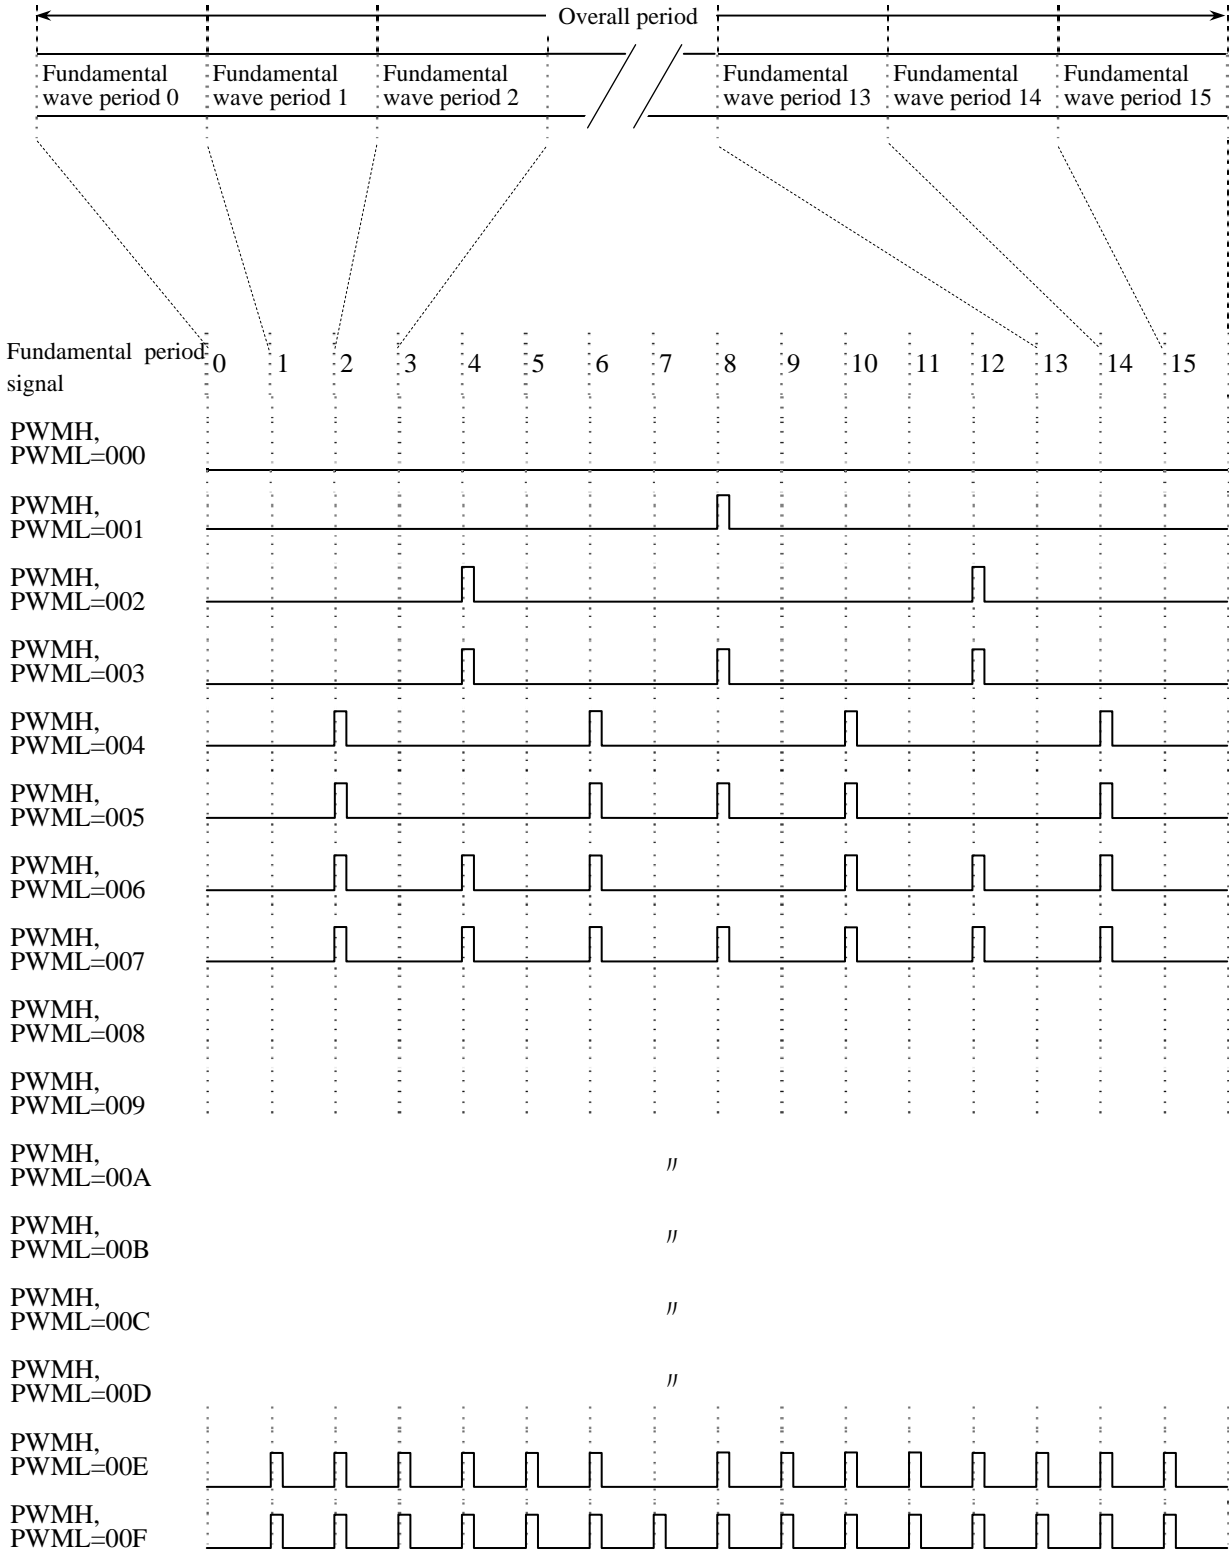 Overall period
Fundamental
wave period 0
Fundamental
wave period 1
Fundamental
wave period 2
Fundamental
wave period 13
Fundamental
wave period 14
Fundamental
wave period 15
Fundamental period
signal
0 1 2 3 4 5 6 7 8 9 10 11 12 13 14 15
PWMH,
PWML=000
PWMH,
PWML=001
PWMH,
PWML=002
PWMH,
PWML=003
PWMH,
PWML=004
PWMH,
PWML=005
PWMH,
PWML=006
PWMH,
PWML=007
PWMH,
PWML=008
PWMH,
PWML=009
PWMH,
PWML=00A
〃
PWMH,
PWML=00B
〃
PWMH,
PWML=00C
〃
PWMH,
PWML=00D
〃
PWMH,
PWML=00E
PWMH,
PWML=00F